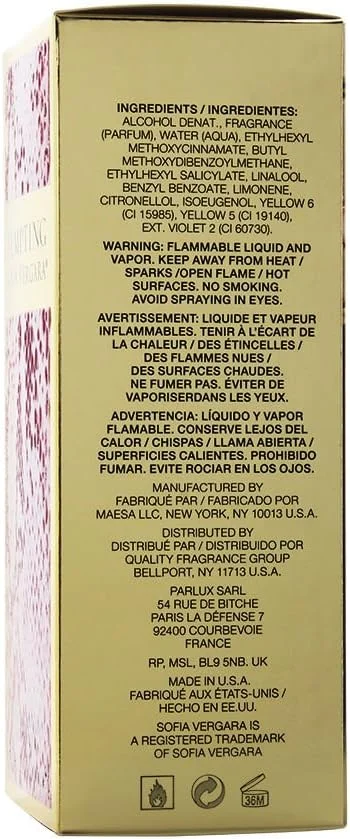 INGREDIENTS / INGREDIENTES:
ALCOHOL DENAT., FRAGRANCE
(PARFUM), WATER (AQUA), ETHYLHEXYL
METHOXYCINNAMATE, BUTYL
METHOXYDIBENZOYLMETHANE,
ETHYLHEXYL SALICYLATE, LINALOOL,
BENZYL BENZOATE, LIMONENE,
CITRONELLOL, ISOEUGENOL, YELLOW 6
(CI 15985), YELLOW 5 (CI 19140),
EXT. VIOLET 2 (CI 60730).
WARNING: FLAMMABLE LIQUID AND
VAPOR. KEEP AWAY FROM HEAT /
SPARKS /OPEN FLAME / HOT
SURFACES. NO SMOKING.
AVOID SPRAYING IN EYES.
AVERTISSEMENT: LIQUIDE ET VAPEUR
INFLAMMABLES. TENIR À L'ÉCART DE
LA CHALEUR / DES ÉTINCELLES /
DES FLAMMES NUES /
DES SURFACES CHAUDES.
NE FUMER PAS. ÉVITER DE
VAPORISERDANS LES YEUX.
ADVERTENCIA: LÍQUIDO Y VAPOR
FLAMABLE. CONSERVE LEJOS DEL
CALOR / CHISPAS / LLAMA ABIERTA /
SUPERFICIES CALIENTES. PROHIBIDO
FUMAR. EVITE ROCIAR EN LOS OJOS.
MANUFACTURED BY
FABRIQUÉ PAR / FABRICADO POR
MAESA LLC, NEW YORK, NY 10013 U.S.A.
DISTRIBUTED BY
DISTRIBUÉ PAR / DISTRIBUIDO POR
QUALITY FRAGRANCE GROUP
BELLPORT, NY 11713 U.S.A.
PARLUX SARL
54 RUE DE BITCHE
PARIS LA DÉFENSE 7
92400 COURBEVOIE
FRANCE
RP, MSL, BL9 5NB. UK
MADE IN U.S.A.
FABRIQUÉ AUX ÉTATS-UNIS /
HECHO EN EE.UU.
SOFIA VERGARA IS
A REGISTERED TRADEMARK
OF SOFIA VERGARA
36M
MPTING
VERGARA®